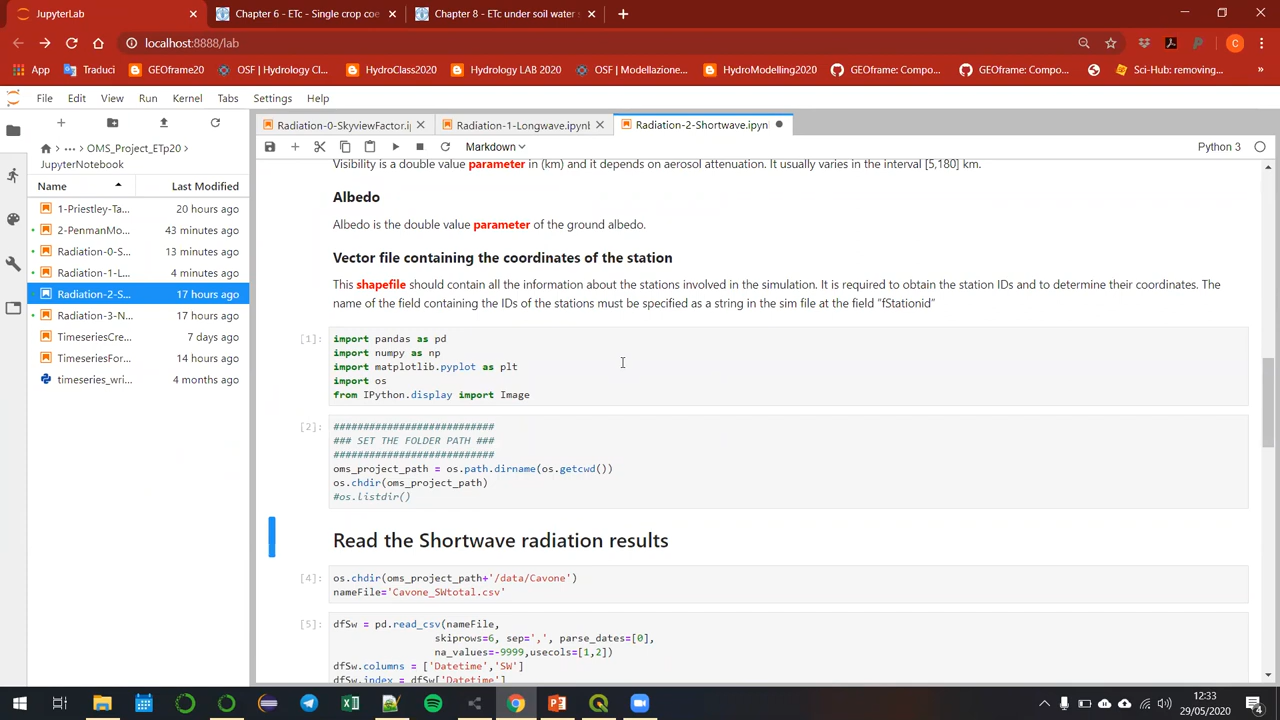 JupyterLab
Chapter 6 - ETc - Single crop coe
Chapter 8 - ETc under soil water
localhost:8888/lab
App
Traduci
GEOframe20
OSF | Hydrology Cl...
HydroClass2020
Hydrology LAB 2020
OSF | Modellazione...
HydroModelling2020
GEOframe: Compo...
GEOframe: Compo...
Sci-Hub: removing...
»
File Edit View Run Kernel Tabs Settings Help
Radiation-0-SkyviewFactor.i
Radiation-1-Longwave.ipynb
Radiation-2-Shortwave.ipyn
Markdown
Python 3
··· > OMS_Project_ETp20 >
JupyterNotebook
Name Last Modified
1-Priestley-Ta... 20 hours ago
2-PenmanMo... 43 minutes ago
Radiation-0-S... 13 minutes ago
Radiation-1-L... 4 minutes ago
Radiation-2-S... 17 hours ago
Radiation-3-N... 17 hours ago
TimeseriesCre... 7 days ago
TimeseriesFor... 14 hours ago
timeseries_wri... 4 months ago
Visibility is a double value parameter in (km) and it depends on aerosol attenuation. It usually varies in the interval [5,180] km.
Albedo
Albedo is the double value parameter of the ground albedo.
Vector file containing the coordinates of the station
This shapefile should contain all the information about the stations involved in the simulation. It is required to obtain the station IDs and to determine their coordinates. The
name of the field containing the IDs of the stations must be specified as a string in the sim file at the field "fStationid"
[1]: import pandas as pd
import numpy as np
import matplotlib.pyplot as plt
import os
from IPython.display import Image
[2]: ###########################
### SET THE FOLDER PATH ###
###########################
oms_project_path = os.path.dirname(os.getcwd())
os.chdir(oms_project_path)
#os.listdir()
Read the Shortwave radiation results
[4]: os.chdir(oms_project_path+'/data/Cavone')
nameFile='Cavone_SWtotal.csv'
[5]: dfSw = pd.read_csv(nameFile,
skiprows=6, sep=',', parse_dates=[0],
na_values=-9999,usecols=[1,2])
dfSw.columns = ['Datetime','SW']
dfSw.index = dfSw['Datetime']
12:33
29/05/2020
4